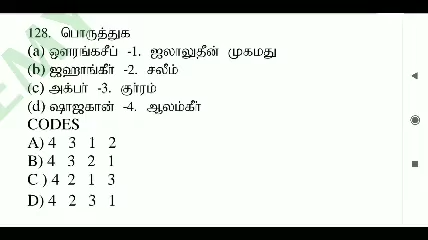 128. பொருத்துக
(a) ஔரங்கசீப் -1. ஜலாலுதீன் முகமது
(b) ஜஹாங்கீர் -2. சலீம்
(c) அக்பர் -3. குர்ரம்
(d) ஷாஜகான் -4. ஆலம்கீர்
CODES
A) 4 3 1 2
B) 4 3 2 1
C ) 4 2 1 3
D) 4 2 3 1